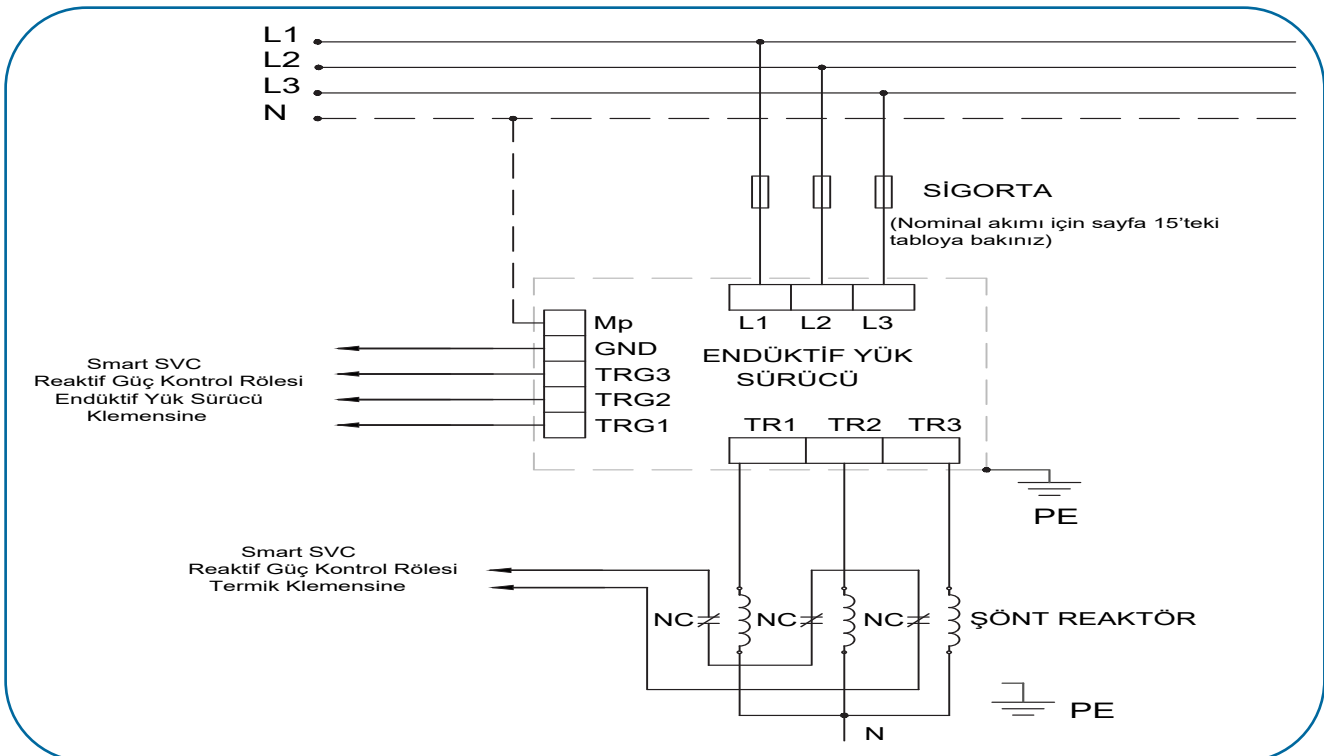 L1
L2
L3
N
SİGORTA
(Nominal akımı için sayfa 15'teki
tabloya bakınız)
L1 L2 L3
Mp
GND
TRG3
TRG2
TRG1
ENDÜKTİF YÜK
SÜRÜCÜ
Smart SVC
Reaktif Güç Kontrol Rölesi
Endüktif Yük Sürücü
Klemensine
TR1 TR2 TR3
PE
Smart SVC
Reaktif Güç Kontrol Rölesi
Termik Klemensine
NC NC NC ŞÖNT REAKTÖR
PE
N